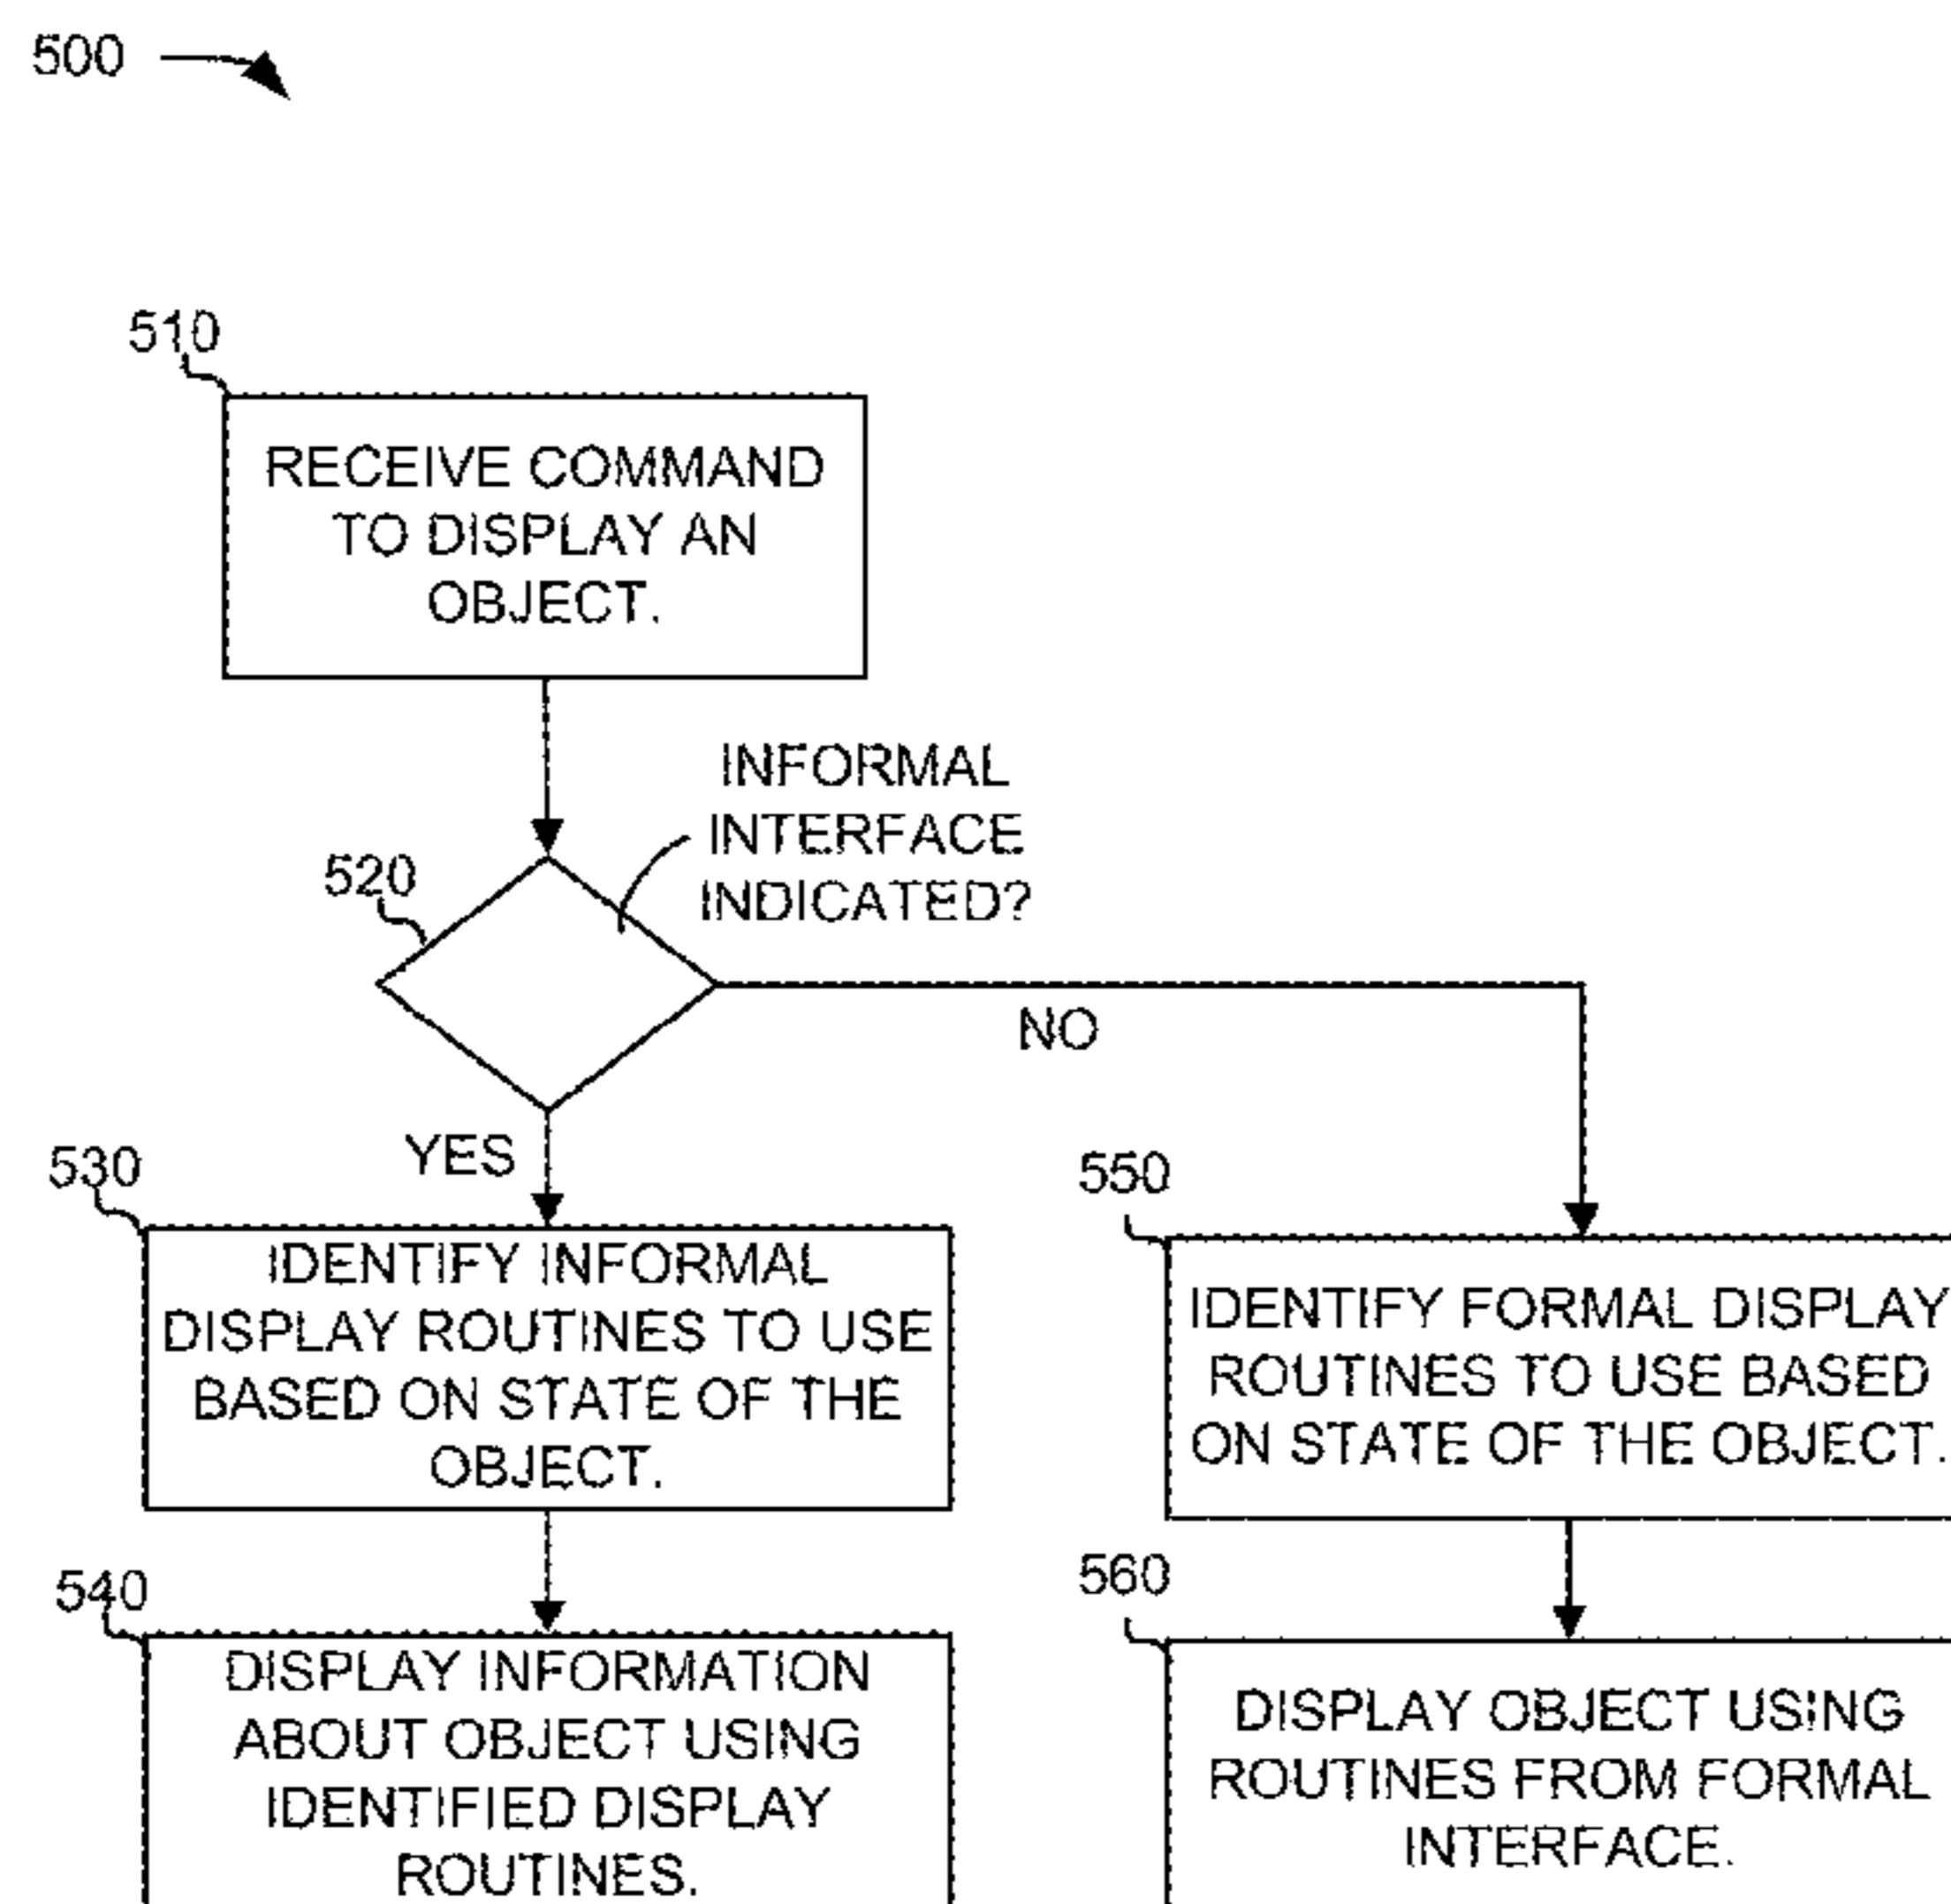 500
510
RECEIVE COMMAND
TO DISPLAY AN
OBJECT.
INFORMAL
INTERFACE
INDICATED?
520
NO
YES
530
IDENTIFY INFORMAL
DISPLAY ROUTINES TO USE
BASED ON STATE OF THE
OBJECT.
550
IDENTIFY FORMAL DISPLAY
ROUTINES TO USE BASED
ON STATE OF THE OBJECT.
540
DISPLAY INFORMATION
ABOUT OBJECT USING
IDENTIFIED DISPLAY
ROUTINES.
560
DISPLAY OBJECT USING
ROUTINES FROM FORMAL
INTERFACE.